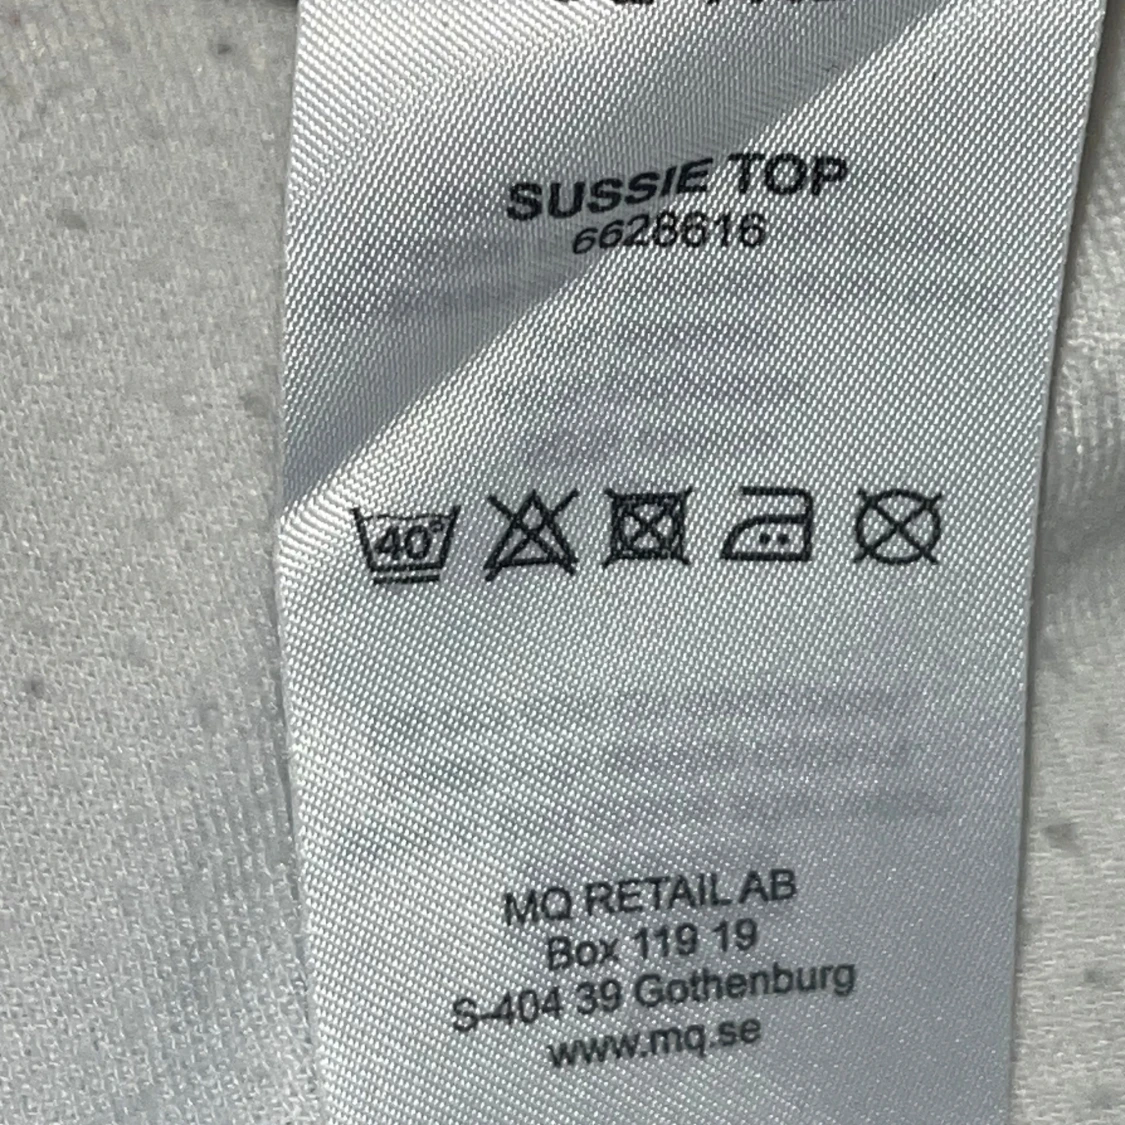 SUSSIE TOP
6628616
40°
MQ RETAIL AB
Box 119 19
S-404 39 Gothenburg
www.mq.se